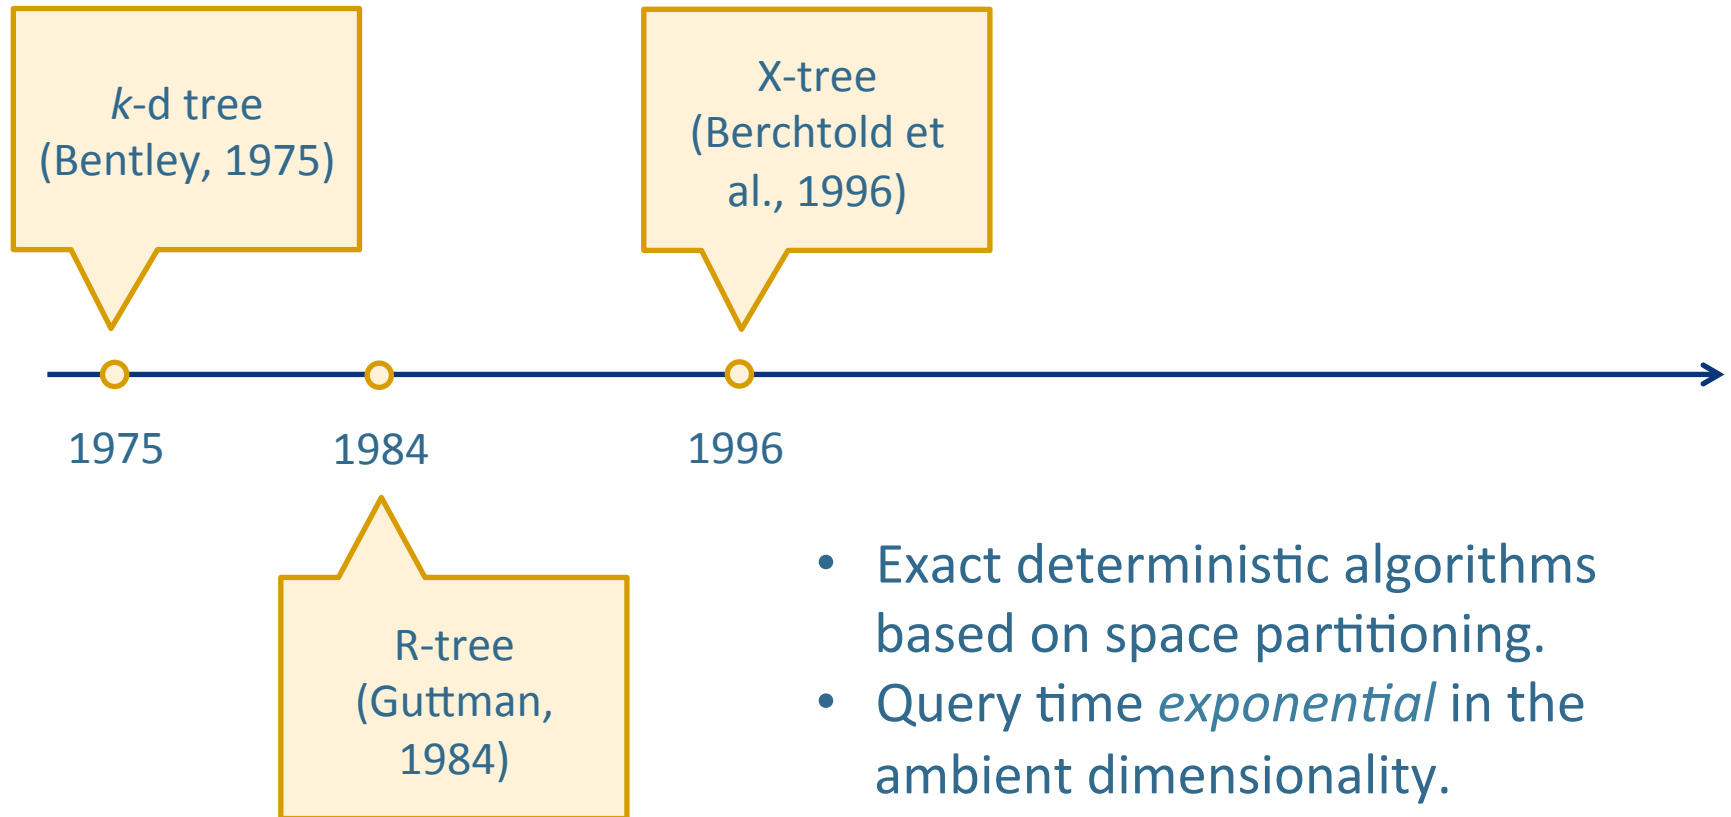 k-d tree
(Bentley, 1975)
X-tree
(Berchtold et
al., 1996)
1975
1984
1996
R-tree
(Guttman,
1984)
• Exact deterministic algorithms
based on space partitioning.
• Query time exponential in the
ambient dimensionality.